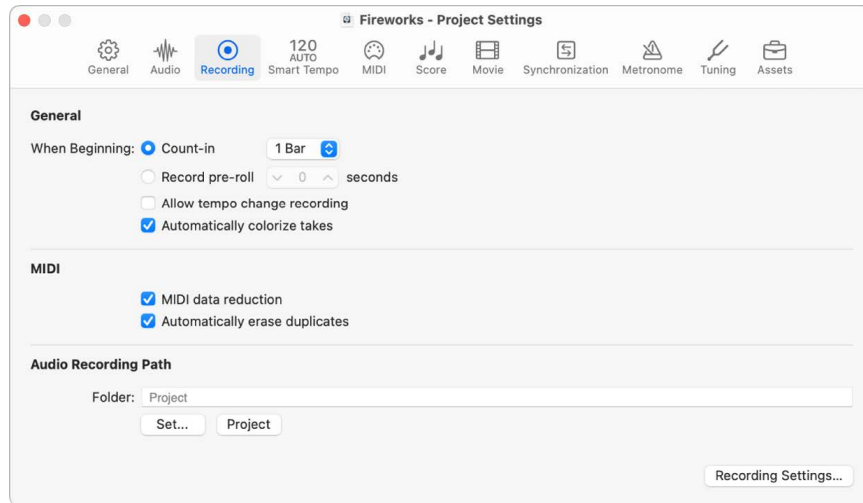 Fireworks - Project Settings
120
AUTO
General Audio Recording Smart Tempo MIDI Score Movie Synchronization Metronome Tuning Assets
General
When Beginning: Count-in 1 Bar
Record pre-roll 0 seconds
Allow tempo change recording
Automatically colorize takes
MIDI
MIDI data reduction
Automatically erase duplicates
Audio Recording Path
Folder: Project
Set... Project
Recording Settings...